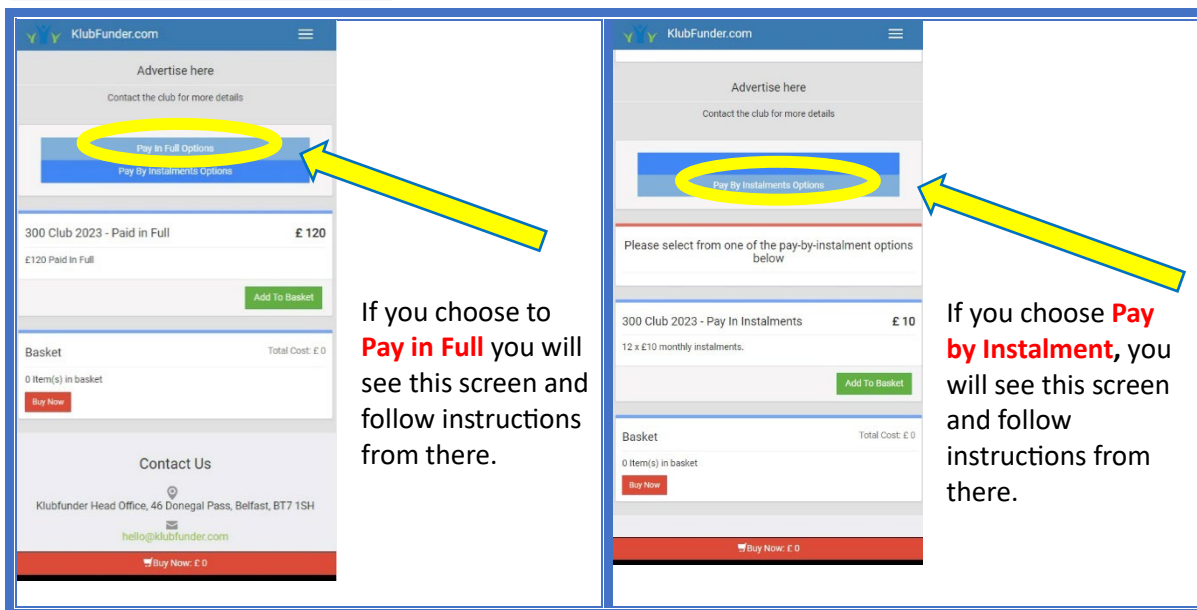 KlubFunder.com
Advertise here
Contact the club for more details
Pay In Full Options
Pay By Instalments Options
300 Club 2023 - Paid in Full £ 120
£120 Paid In Full
Add To Basket
Basket Total Cost: £ 0
0 Item(s) in basket
Buy Now
Contact Us
Klubfunder Head Office, 46 Donegal Pass, Belfast, BT7 1SH
hello@klubfunder.com
Buy Now: £ 0
If you choose to
Pay in Full you will
see this screen and
follow instructions
from there.
KlubFunder.com
Advertise here
Contact the club for more details
Pay By Instalments Options
Please select from one of the pay-by-instalment options
below
300 Club 2023 - Pay In Instalments £ 10
12 x £10 monthly instalments.
Add To Basket
Basket Total Cost: £ 0
0 Item(s) in basket
Buy Now
Buy Now: £ 0
If you choose Pay
by Instalment, you
will see this screen
and follow
instructions from
there.